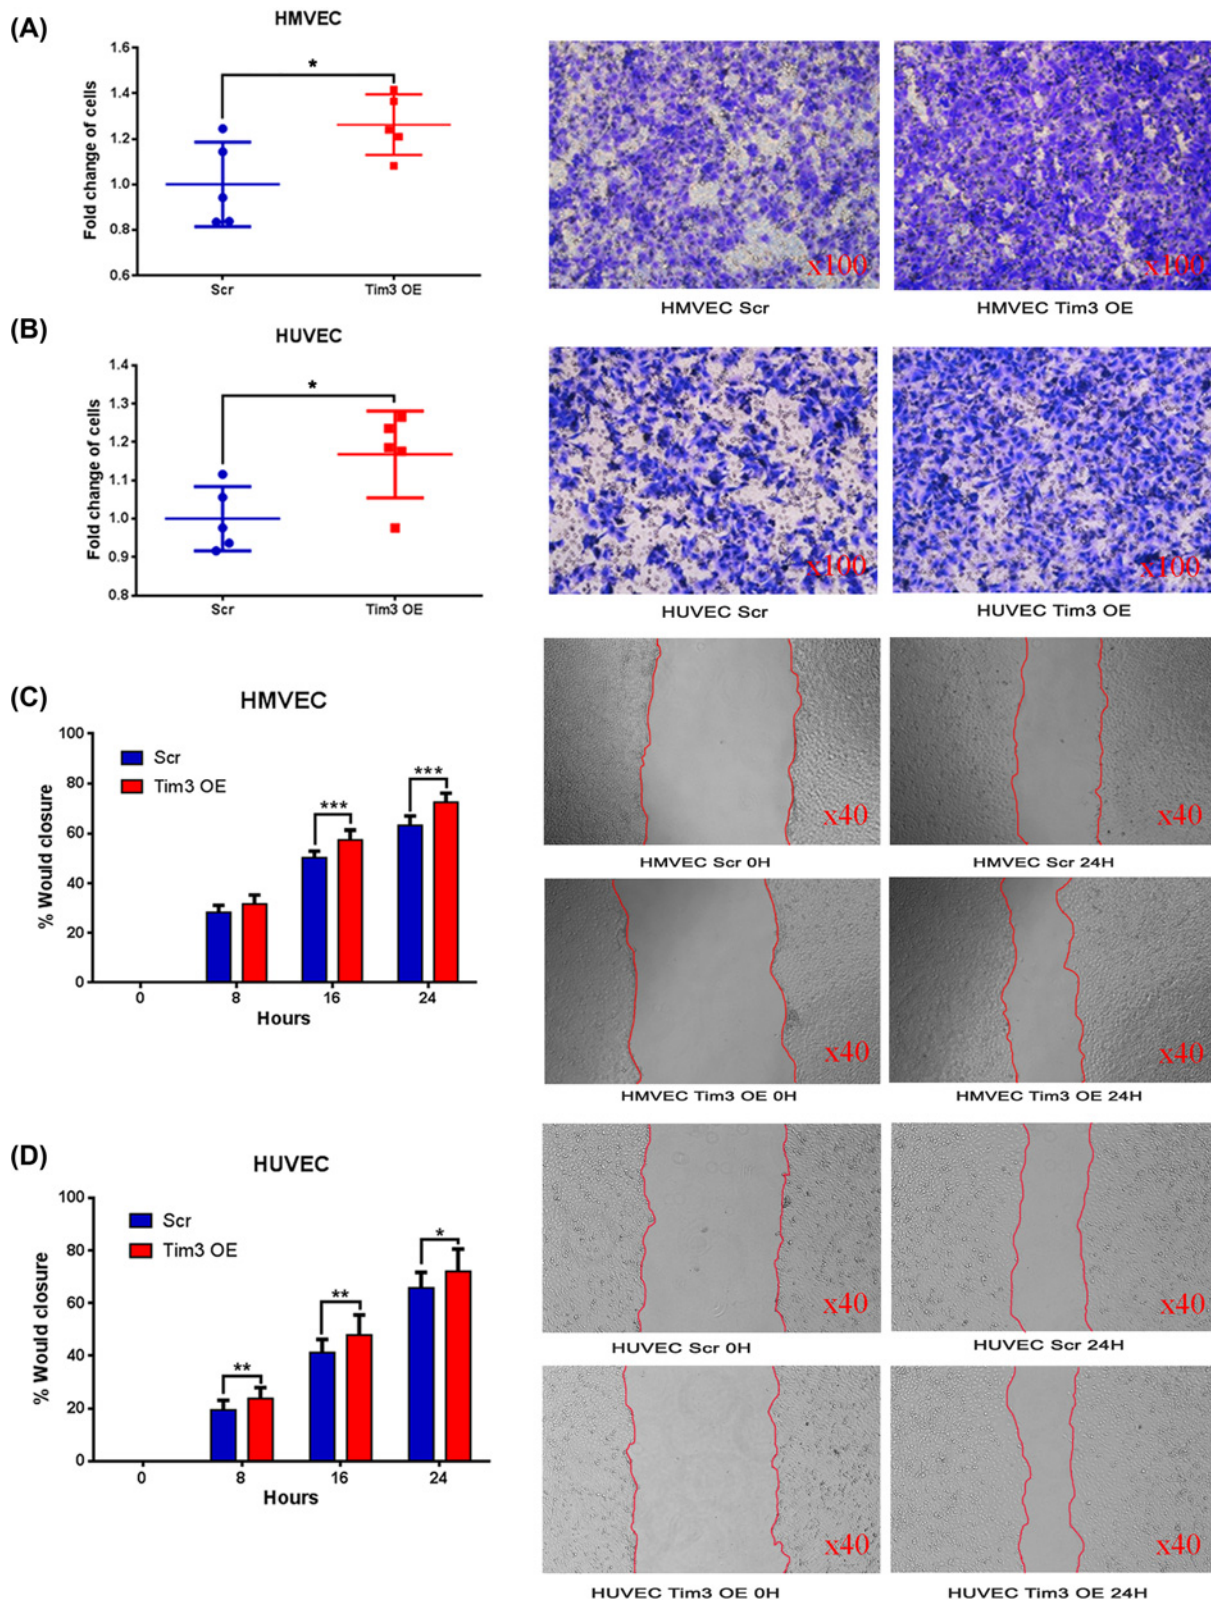 (A)
HMVEC
Fold change of cells
1.6
1.4
1.2
1.0
0.8
0.6
*
Scr
Tim3 OE
x100
HMVEC Scr
x100
HMVEC Tim3 OE
(B)
HUVEC
Fold change of cells
1.4
1.3
1.2
1.1
1.0
0.9
0.8
*
Scr
Tim3 OE
x100
HUVEC Scr
x100
HUVEC Tim3 OE
(C)
HMVEC
% Would closure
100
80
60
40
20
0
Scr
Tim3 OE
***
***
0
8
16
24
Hours
x40
HMVEC Scr 0H
x40
HMVEC Scr 24H
x40
HMVEC Tim3 OE 0H
x40
HMVEC Tim3 OE 24H
(D)
HUVEC
% Would closure
100
80
60
40
20
0
Scr
Tim3 OE
**
**
*
0
8
16
24
Hours
x40
HUVEC Scr 0H
x40
HUVEC Scr 24H
x40
HUVEC Tim3 OE 0H
x40
HUVEC Tim3 OE 24H